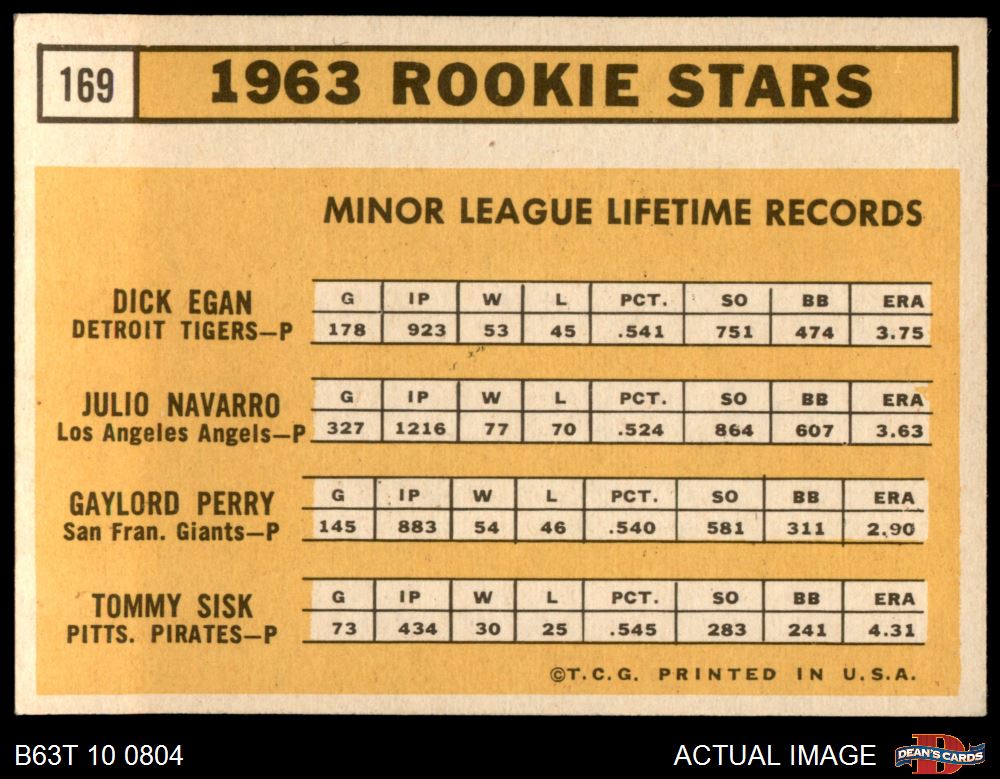 169 1963 ROOKIE STARS
MINOR LEAGUE LIFETIME RECORDS
DICK EGAN G IP W L PCT. SO BB ERA
DETROIT TIGERS—P 178 923 53 45 .541 751 474 3.75
JULIO NAVARRO G IP W L PCT. SO BB ERA
Los Angeles Angels—P 327 1216 77 70 .524 864 607 3.63
GAYLORD PERRY G IP W L PCT. SO BB ERA
San Fran. Giants—P 145 883 54 46 .540 581 311 2.90
TOMMY SISK G IP W L PCT. SO BB ERA
PITTS. PIRATES—P 73 434 30 25 .545 283 241 4.31
©T.C.G. PRINTED IN U.S.A.
B63T 10 0804 ACTUAL IMAGE DEAN'S CARDS